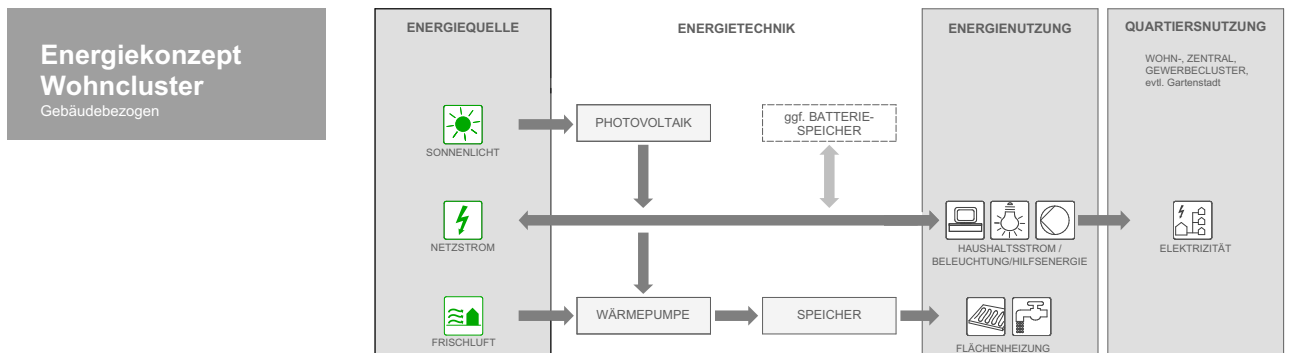 Energiekonzept
Wohncluster
Gebäudebezogen
ENERGIEQUELLE
ENERGIETECHNIK
ENERGIENUTZUNG
QUARTIERSNUTZUNG
WOHN-, ZENTRAL,
GEWERBECLUSTER,
evtl. Gartenstadt
SONNENLICHT
PHOTOVOLTAIK
ggf. BATTERIE-
SPEICHER
NETZSTROM
HAUSHALTSSTROM /
BELEUCHTUNG/HILFSENERGIE
ELEKTRIZITÄT
FRISCHLUFT
WÄRMEPUMPE
SPEICHER
FLÄCHENHEIZUNG